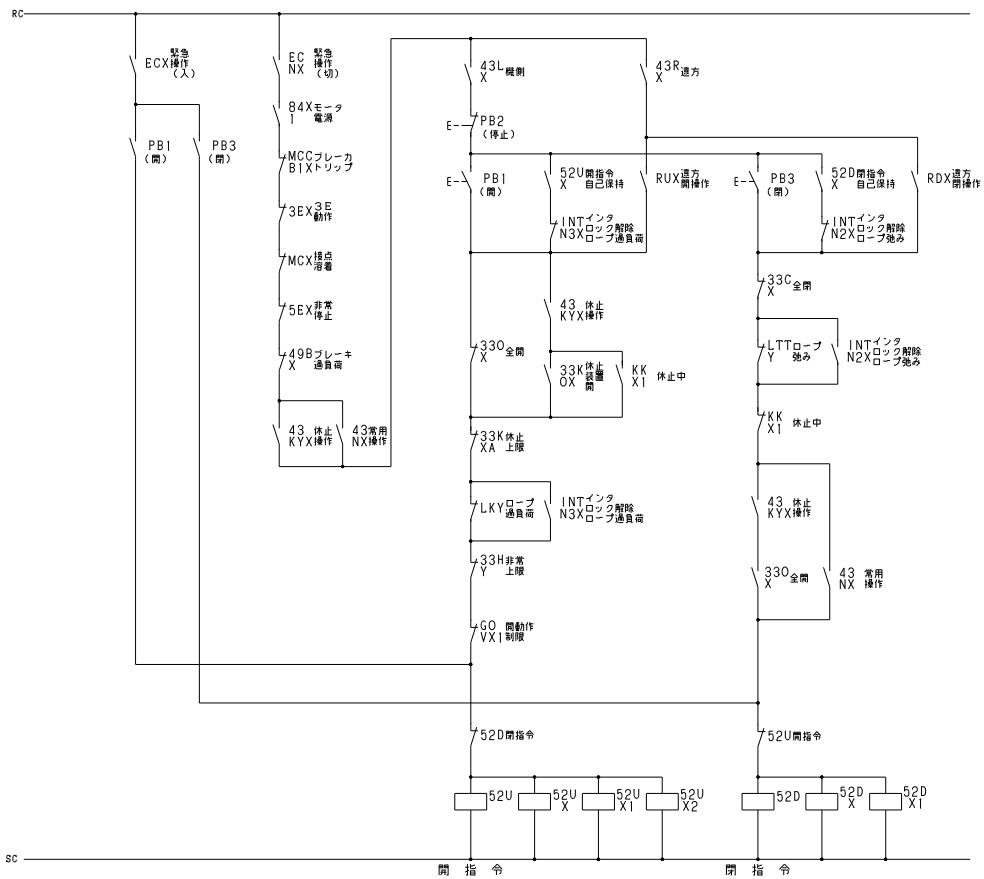 RC
ECX 緊急
操作
(入)
EC 緊急
NX 操作
(切)
43L 機側
X
43R 遠方
X
84X モータ
1 電源
PB2
(停止)
E
PB1
(開)
PB3
(閉)
MCC ブレーカ
B1X トリップ
E
PB1
(開)
52U 開指令
X 自己保持
RUX 遠方
開操作
E
PB3
(閉)
52D 閉指令
X 自己保持
RDX 遠方
閉操作
3EX 3E
動作
INT インタ
N3X ロック解除
ロープ過負荷
INT インタ
N2X ロック解除
ロープ弛み
MCX 接点
溶着
33C 全閉
X
5EX 非常
停止
43 休止
KYX 操作
49B ブレーキ
X 過負荷
33O 全開
X
33K 休止
OX 装置
開
KK
X1 休止中
LTT ロープ
Y 弛み
INT インタ
N2X ロック解除
ロープ弛み
43 休止
KYX 操作
43 常用
NX 操作
33K 休止
XA 上限
KK
X1 休止中
LKY ロープ
過負荷
INT インタ
N3X ロック解除
ロープ過負荷
43 休止
KYX 操作
33H 非常
Y 上限
33O 全開
X
43 常用
NX 操作
GO 開動作
VX1 制限
52D 閉指令
52U 開指令
52U
52U
X
52U
X1
52U
X2
52D
52D
X
52D
X1
SC
開 指 令
閉 指 令